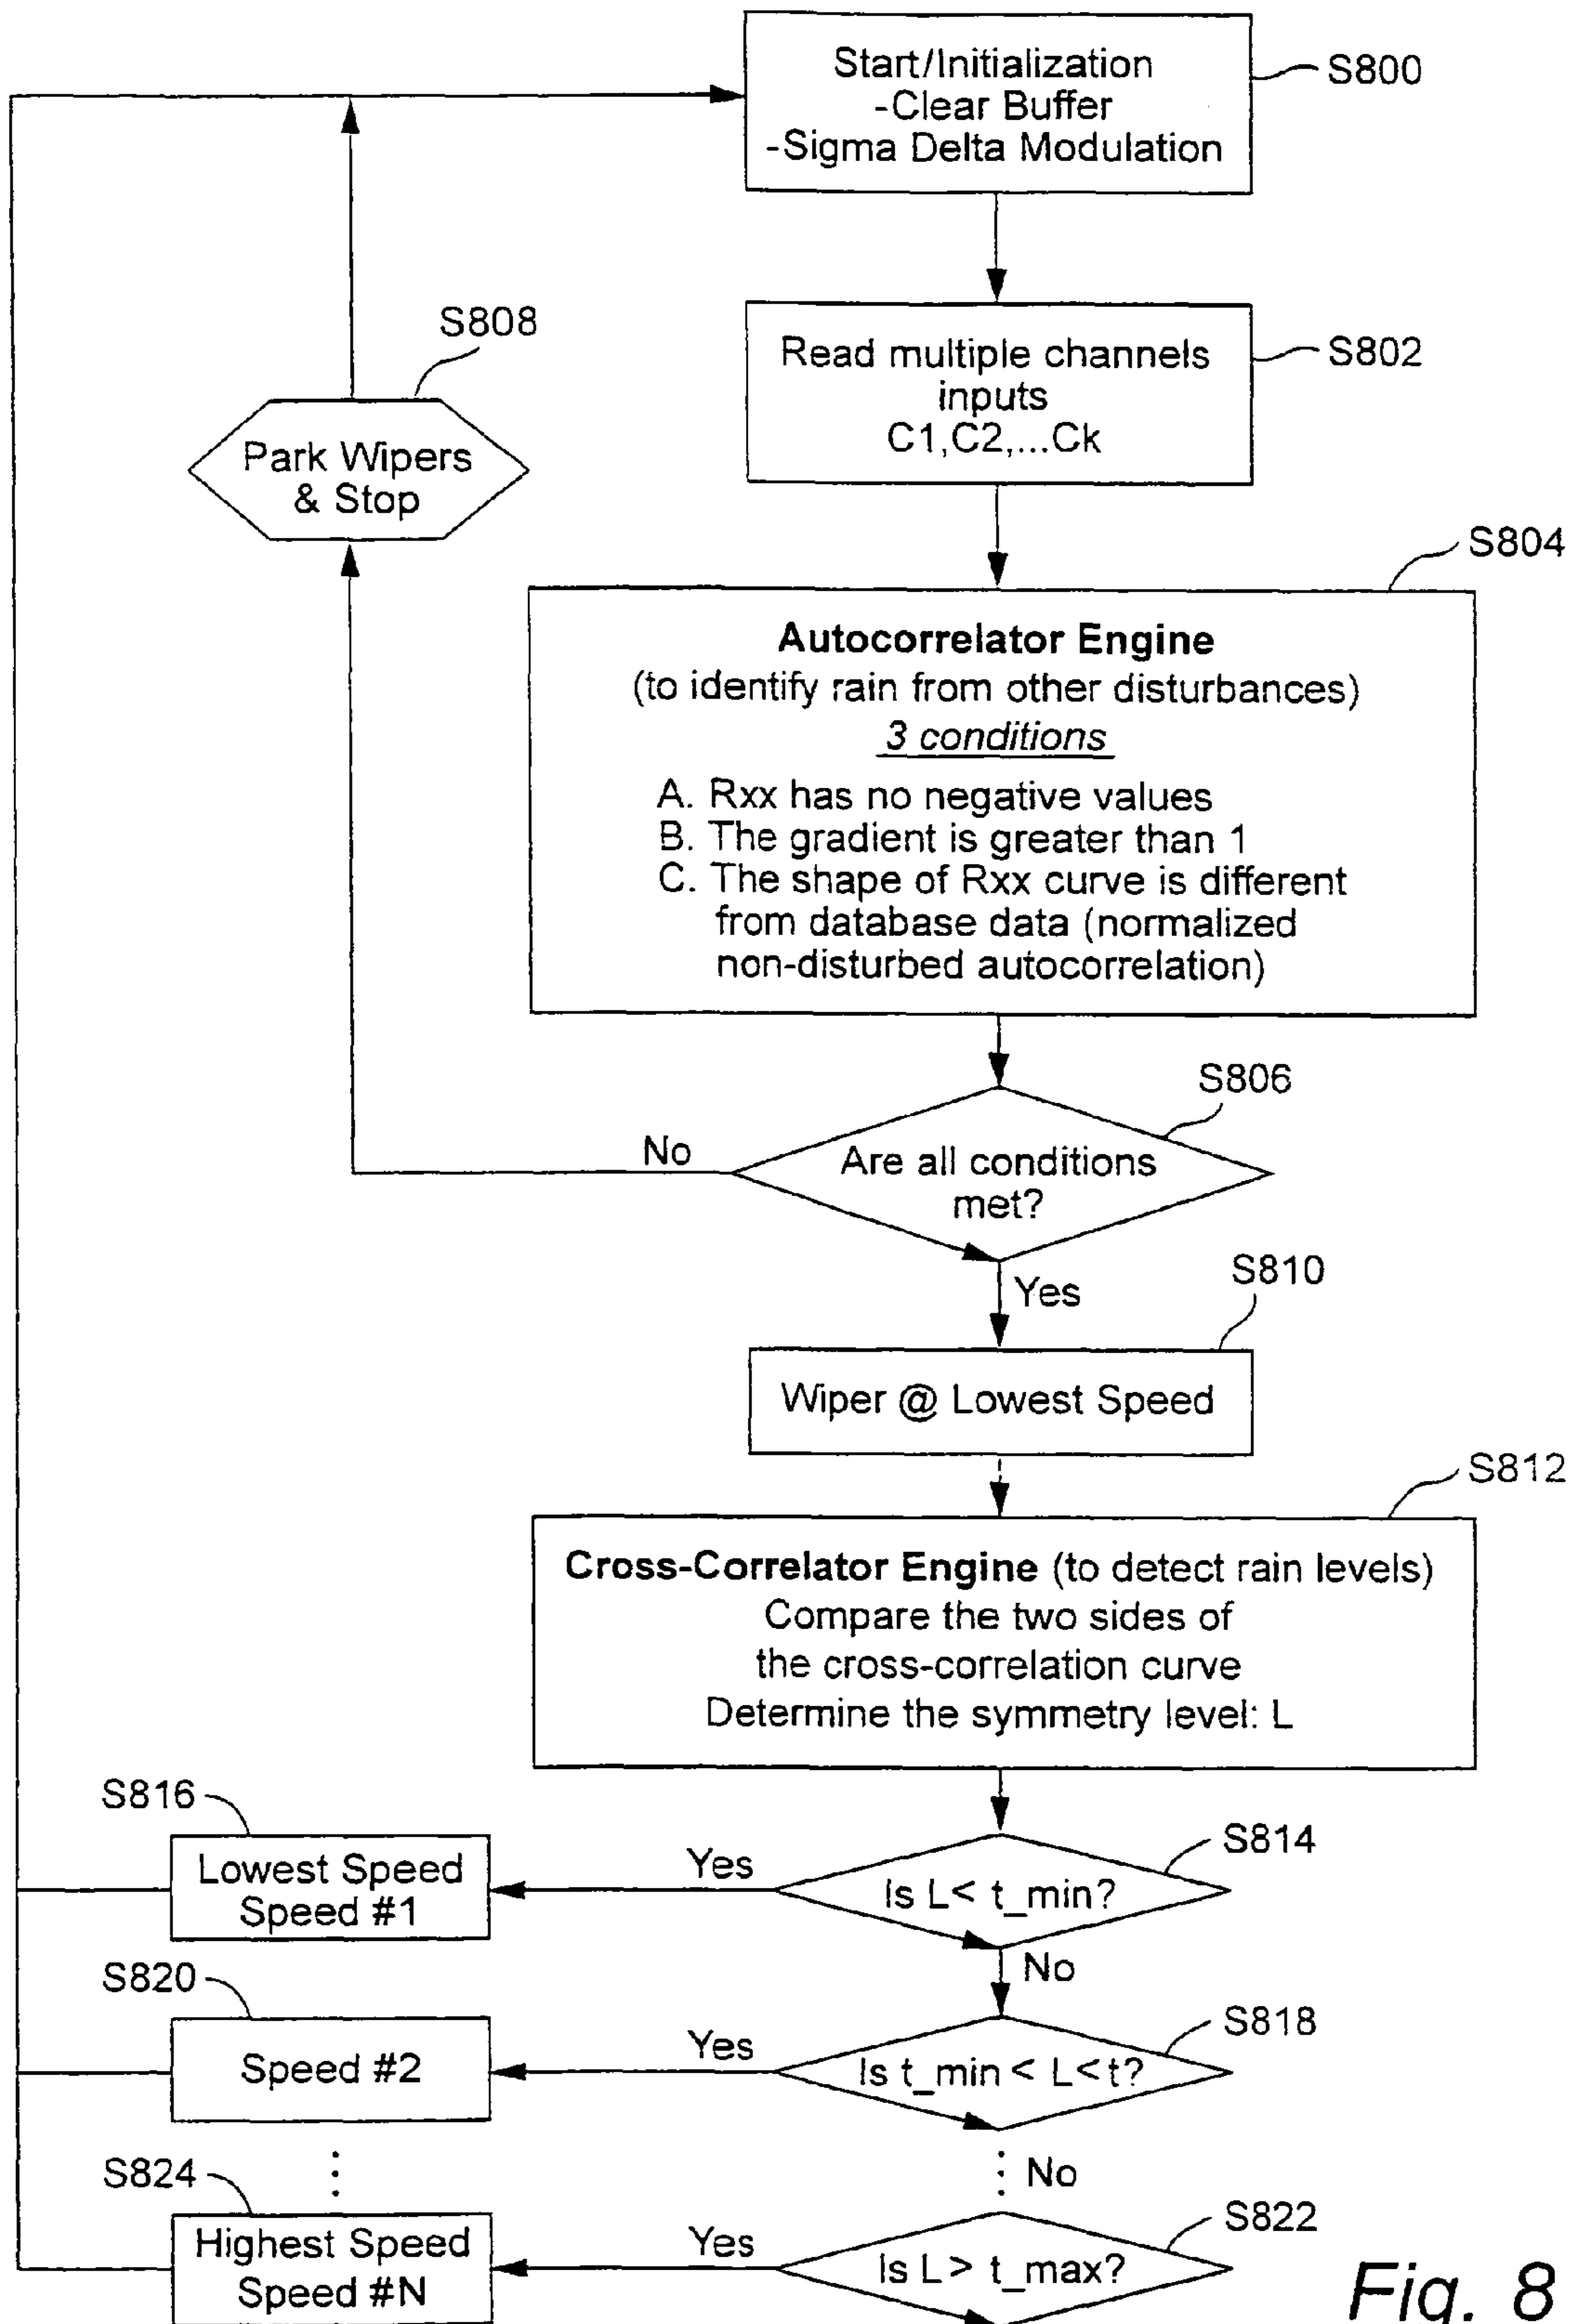 Start/Initialization
-Clear Buffer
-Sigma Delta Modulation
S800
Read multiple channels
inputs
C1,C2,...Ck
S802
S808
Park Wipers
& Stop
S804
Autocorrelator Engine
(to identify rain from other disturbances)
3 conditions
A. Rxx has no negative values
B. The gradient is greater than 1
C. The shape of Rxx curve is different
from database data (normalized
non-disturbed autocorrelation)
S806
No
Are all conditions
met?
Yes
S810
Wiper @ Lowest Speed
S812
Cross-Correlator Engine (to detect rain levels)
Compare the two sides of
the cross-correlation curve
Determine the symmetry level: L
S816
Lowest Speed
Speed #1
Yes
S814
Is L< t_min?
No
S820
Speed #2
Yes
S818
Is t_min < L<t?
No
S824
Highest Speed
Speed #N
Yes
S822
Is L> t_max?
Fig. 8